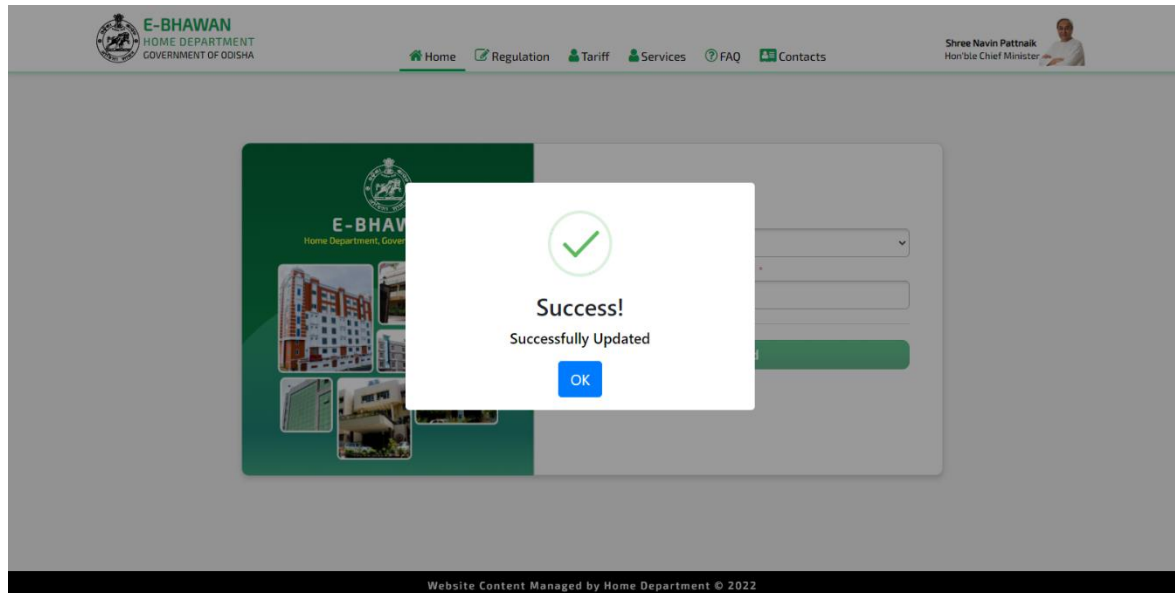 E-BHAWAN
HOME DEPARTMENT
GOVERNMENT OF ODISHA
Home Regulation Tariff Services FAQ Contacts
Shree Navin Pattnaik
Hon'ble Chief Minister
E-BHAW
Home Department, Gover
*
Success!
Successfully Updated
OK
Website Content Managed by Home Department © 2022